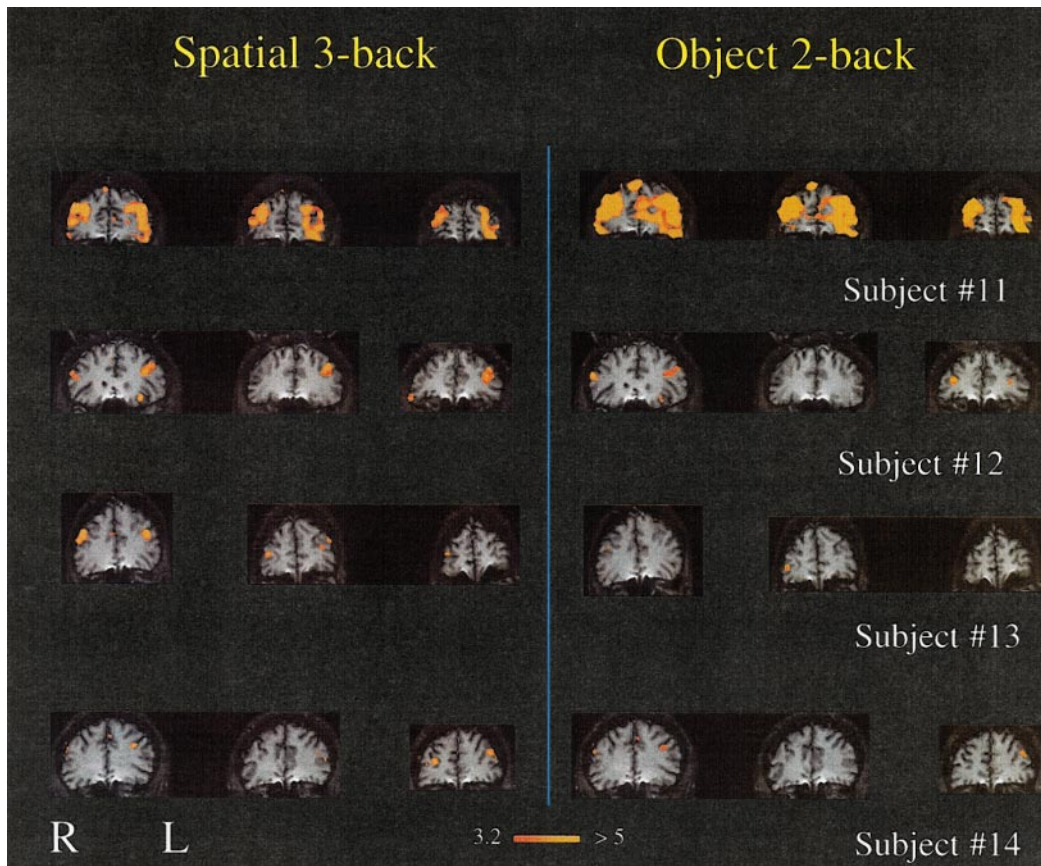 Spatial 3-back
Object 2-back
Subject #11
Subject #12
Subject #13
R L
3.2 > 5
Subject #14